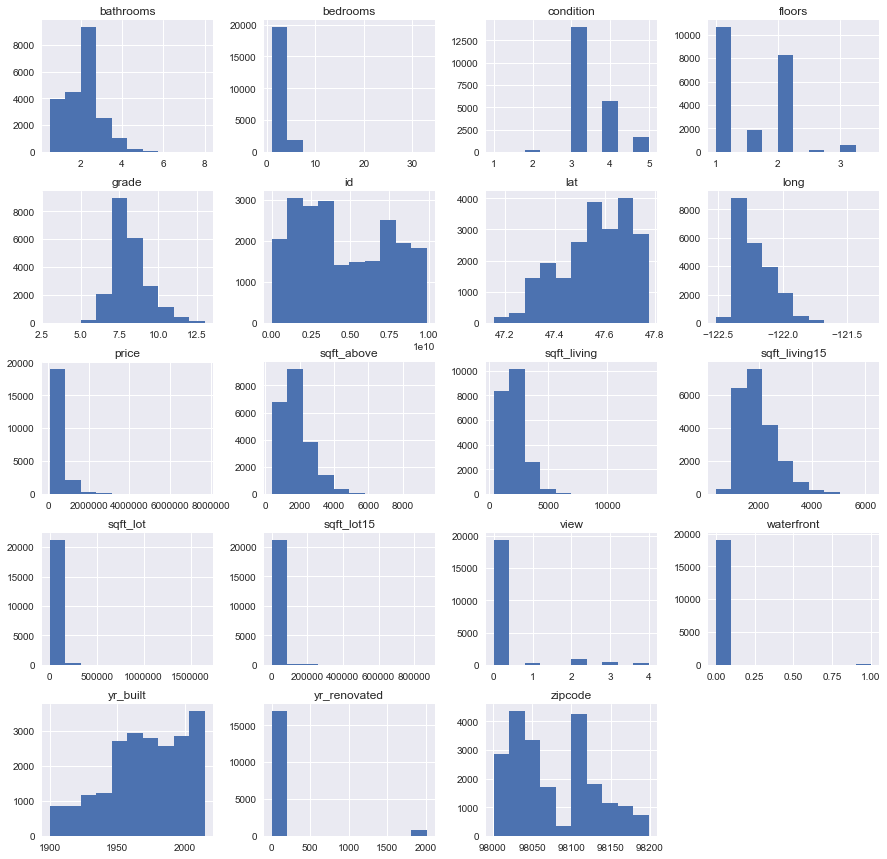 bathrooms bedrooms condition floors
8000 20000 12500 10000
6000 15000 10000 8000
4000 10000 7500 6000
2000 5000 5000 4000
0 0 2500 2000
0 0
2 4 6 8 0 10 20 30 1 2 3 4 5 1 2 3
grade id lat long
8000 3000 4000 8000
6000 2000 3000 6000
4000 1000 2000 4000
2000 0 1000 2000
0 0 0
2.5 5.0 7.5 10.0 12.5 0.00 0.25 0.50 0.75 1.00 47.2 47.4 47.6 47.8 −122.5 −122.0 −121.5
1e10
price sqft_above sqft_living sqft_living15
20000 8000 10000 6000
15000 6000 8000 4000
10000 4000 6000 2000
5000 2000 4000 0
0 0 2000
0
0 2000000 4000000 6000000 8000000 0 2000 4000 6000 8000 0 5000 10000 2000 4000 6000
sqft_lot sqft_lot15 view waterfront
20000 20000 20000 20000
15000 15000 15000 15000
10000 10000 10000 10000
5000 5000 5000 5000
0 0 0 0
0 500000 1000000 1500000 0 200000 400000 600000 800000 0 1 2 3 4 0.00 0.25 0.50 0.75 1.00
yr_built yr_renovated zipcode
3000 15000 4000
2000 10000 3000
1000 5000 2000
0 0 1000
0
1900 1950 2000 0 500 1000 1500 2000 98000 98050 98100 98150 98200